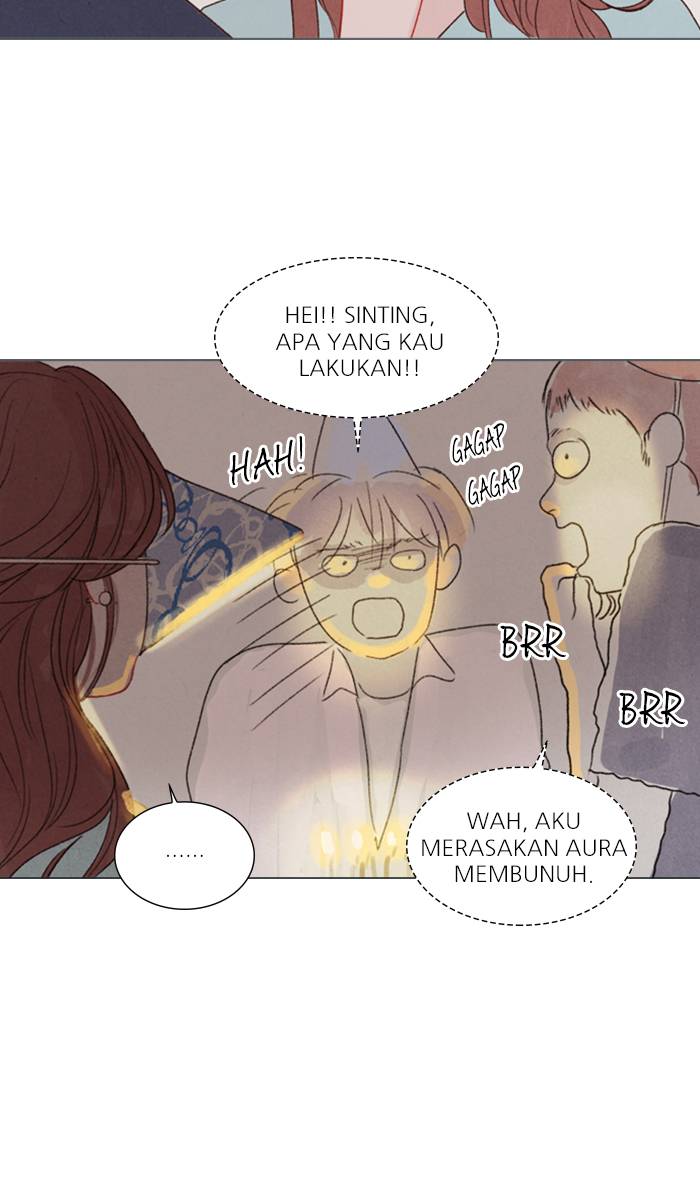 HEI!! SINTING,
APA YANG KAU
LAKUKAN!!
HAH!
GAGAP
GAGAP
BRR
BRR
WAH, AKU
MERASAKAN AURA
MEMBUNUH.
......